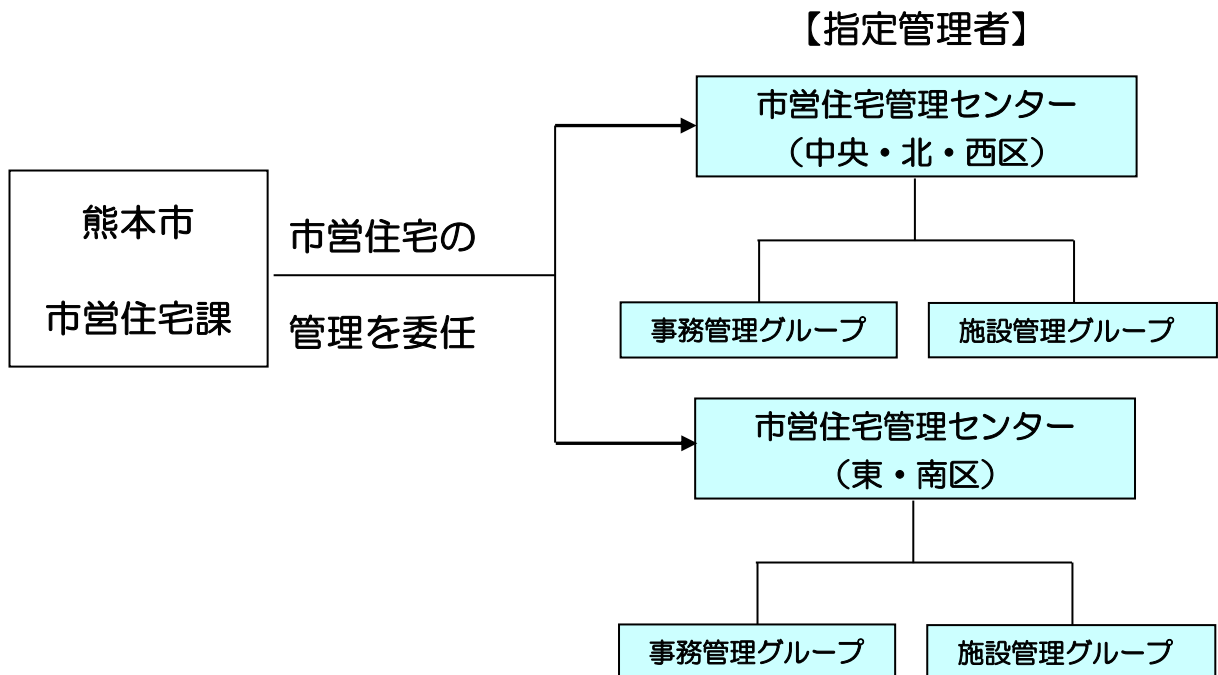 【指定管理者】
市営住宅管理センター
（中央・北・西区）
熊本市
市営住宅課
市営住宅の
管理を委任
事務管理グループ
施設管理グループ
市営住宅管理センター
（東・南区）
事務管理グループ
施設管理グループ